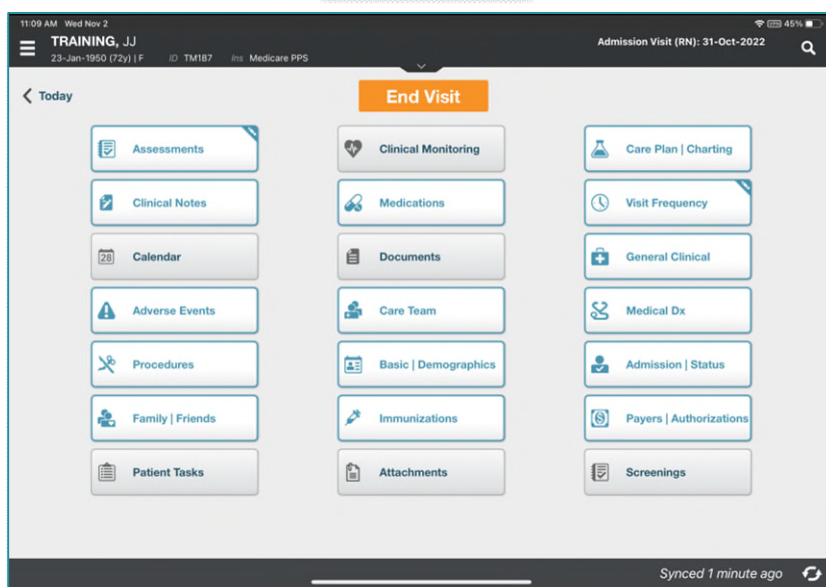 11:09 AM Wed Nov 2
VPN 45%
TRAINING, JJ
23-Jan-1950 (72y) | F ID TM187 Ins Medicare PPS
Admission Visit (RN): 31-Oct-2022
Today
End Visit
Assessments
Clinical Monitoring
Care Plan | Charting
Clinical Notes
Medications
Visit Frequency
28 Calendar
Documents
General Clinical
Adverse Events
Care Team
Medical Dx
Procedures
Basic | Demographics
Admission | Status
Family | Friends
Immunizations
Payers | Authorizations
Patient Tasks
Attachments
Screenings
Synced 1 minute ago